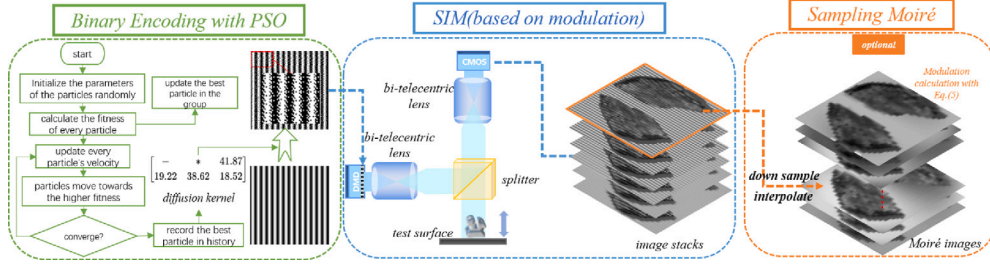 Binary Encoding with PSO
start
Initialize the parameters
of the particles randomly
calculate the fitness
of every particle
update the best
particle in the
group
update every
particle's velocity
particles move towards
the higher fitness
converge?
record the best
particle in history
− * 41.87
19.22 38.62 18.52
diffusion kernel
SIM(based on modulation)
CMOS
bi-telecentric
lens
bi-telecentric
lens
splitter
test surface
image stacks
Sampling Moiré
optional
Modulation
calculation with
Eq.(5)
down sample
interpolate
Moiré images